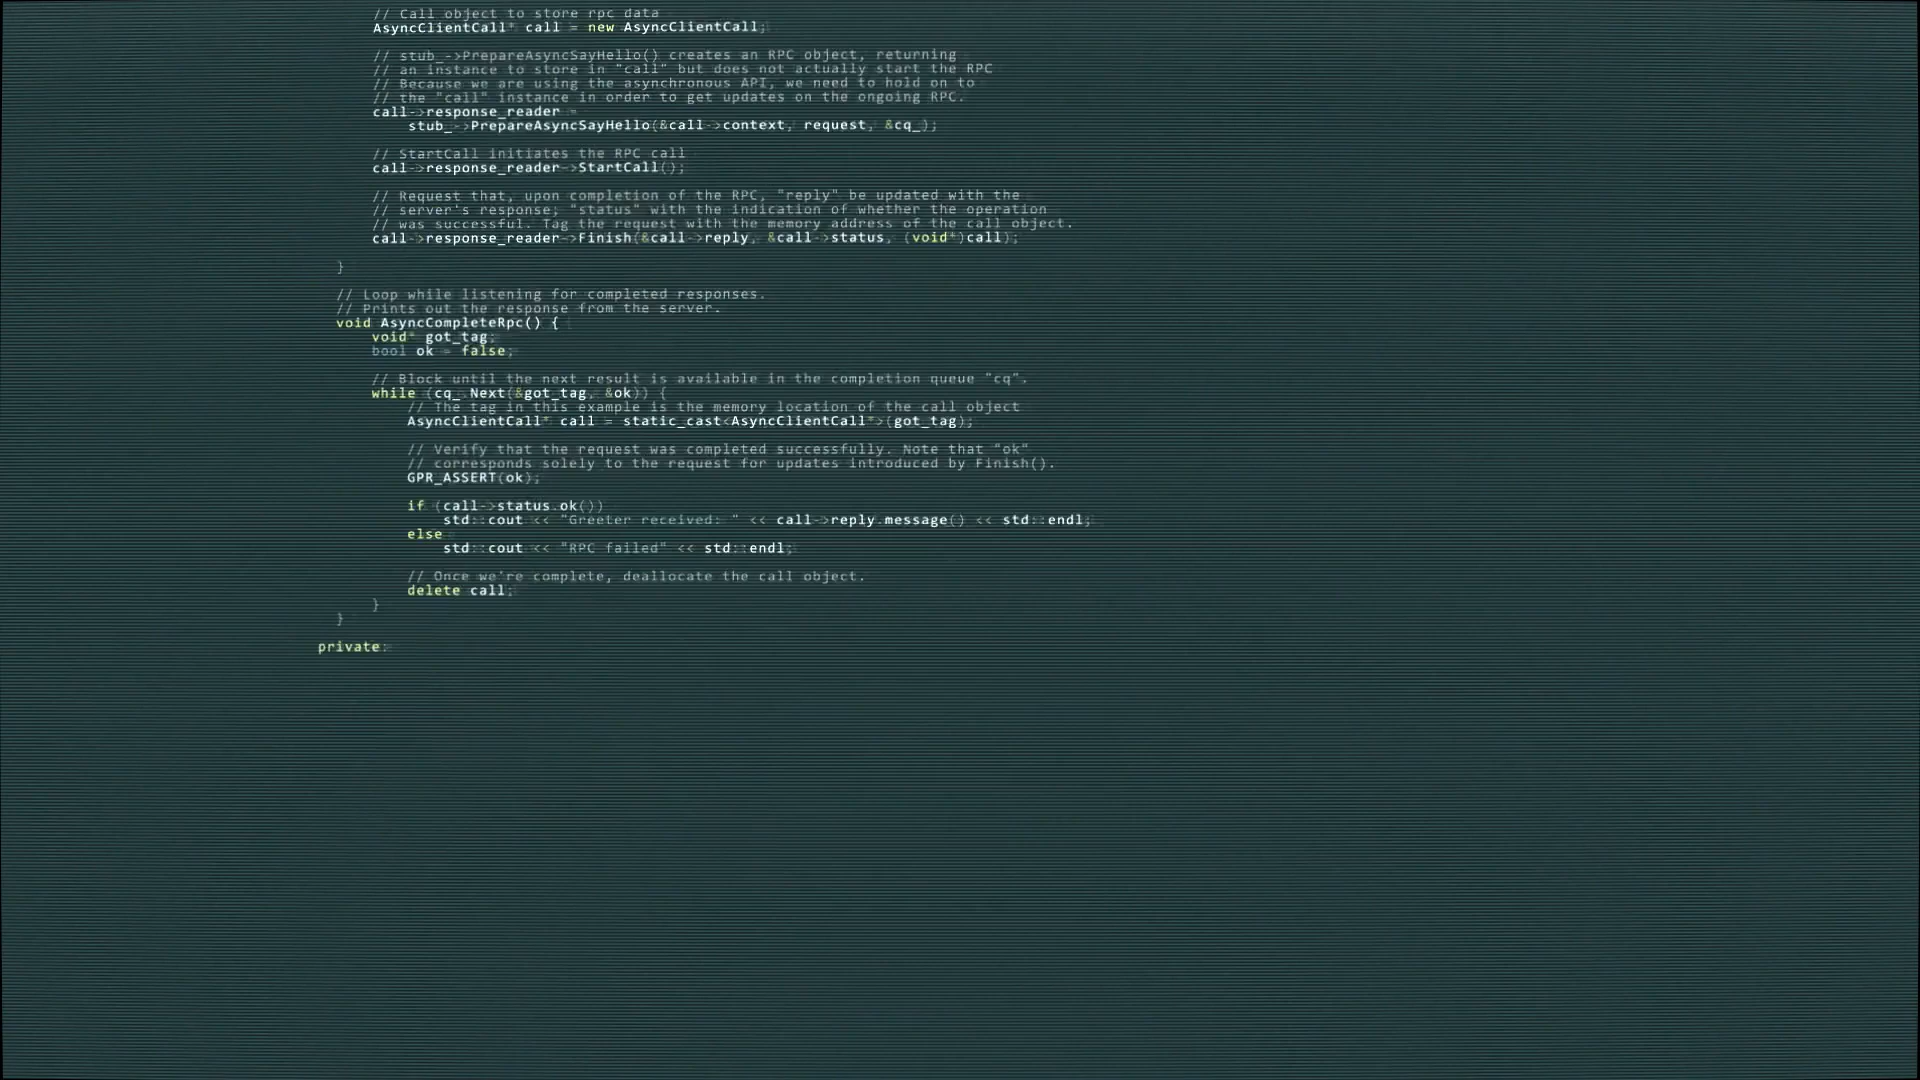 // Call object to store rpc data
AsyncClientCall* call = new AsyncClientCall;
// stub_->PrepareAsyncSayHello() creates an RPC object, returning
// an instance to store in "call" but does not actually start the RPC
// Because we are using the asynchronous API, we need to hold on to
// the "call" instance in order to get updates on the ongoing RPC.
call->response_reader =
stub_->PrepareAsyncSayHello(&call->context, request, &cq_);
// StartCall initiates the RPC call
call->response_reader->StartCall();
// Request that, upon completion of the RPC, "reply" be updated with the
// server's response; "status" with the indication of whether the operation
// was successful. Tag the request with the memory address of the call object.
call->response_reader->Finish(&call->reply, &call->status, (void*)call);
}
// Loop while listening for completed responses.
// Prints out the response from the server.
void AsyncCompleteRpc() {
void* got_tag;
bool ok = false;
// Block until the next result is available in the completion queue "cq".
while (cq_.Next(&got_tag, &ok)) {
// The tag in this example is the memory location of the call object
AsyncClientCall* call = static_cast<AsyncClientCall*>(got_tag);
// Verify that the request was completed successfully. Note that "ok"
// corresponds solely to the request for updates introduced by Finish().
GPR_ASSERT(ok);
if (call->status.ok())
std::cout << "Greeter received: " << call->reply.message() << std::endl;
else
std::cout << "RPC failed" << std::endl;
// Once we're complete, deallocate the call object.
delete call;
}
}
private: